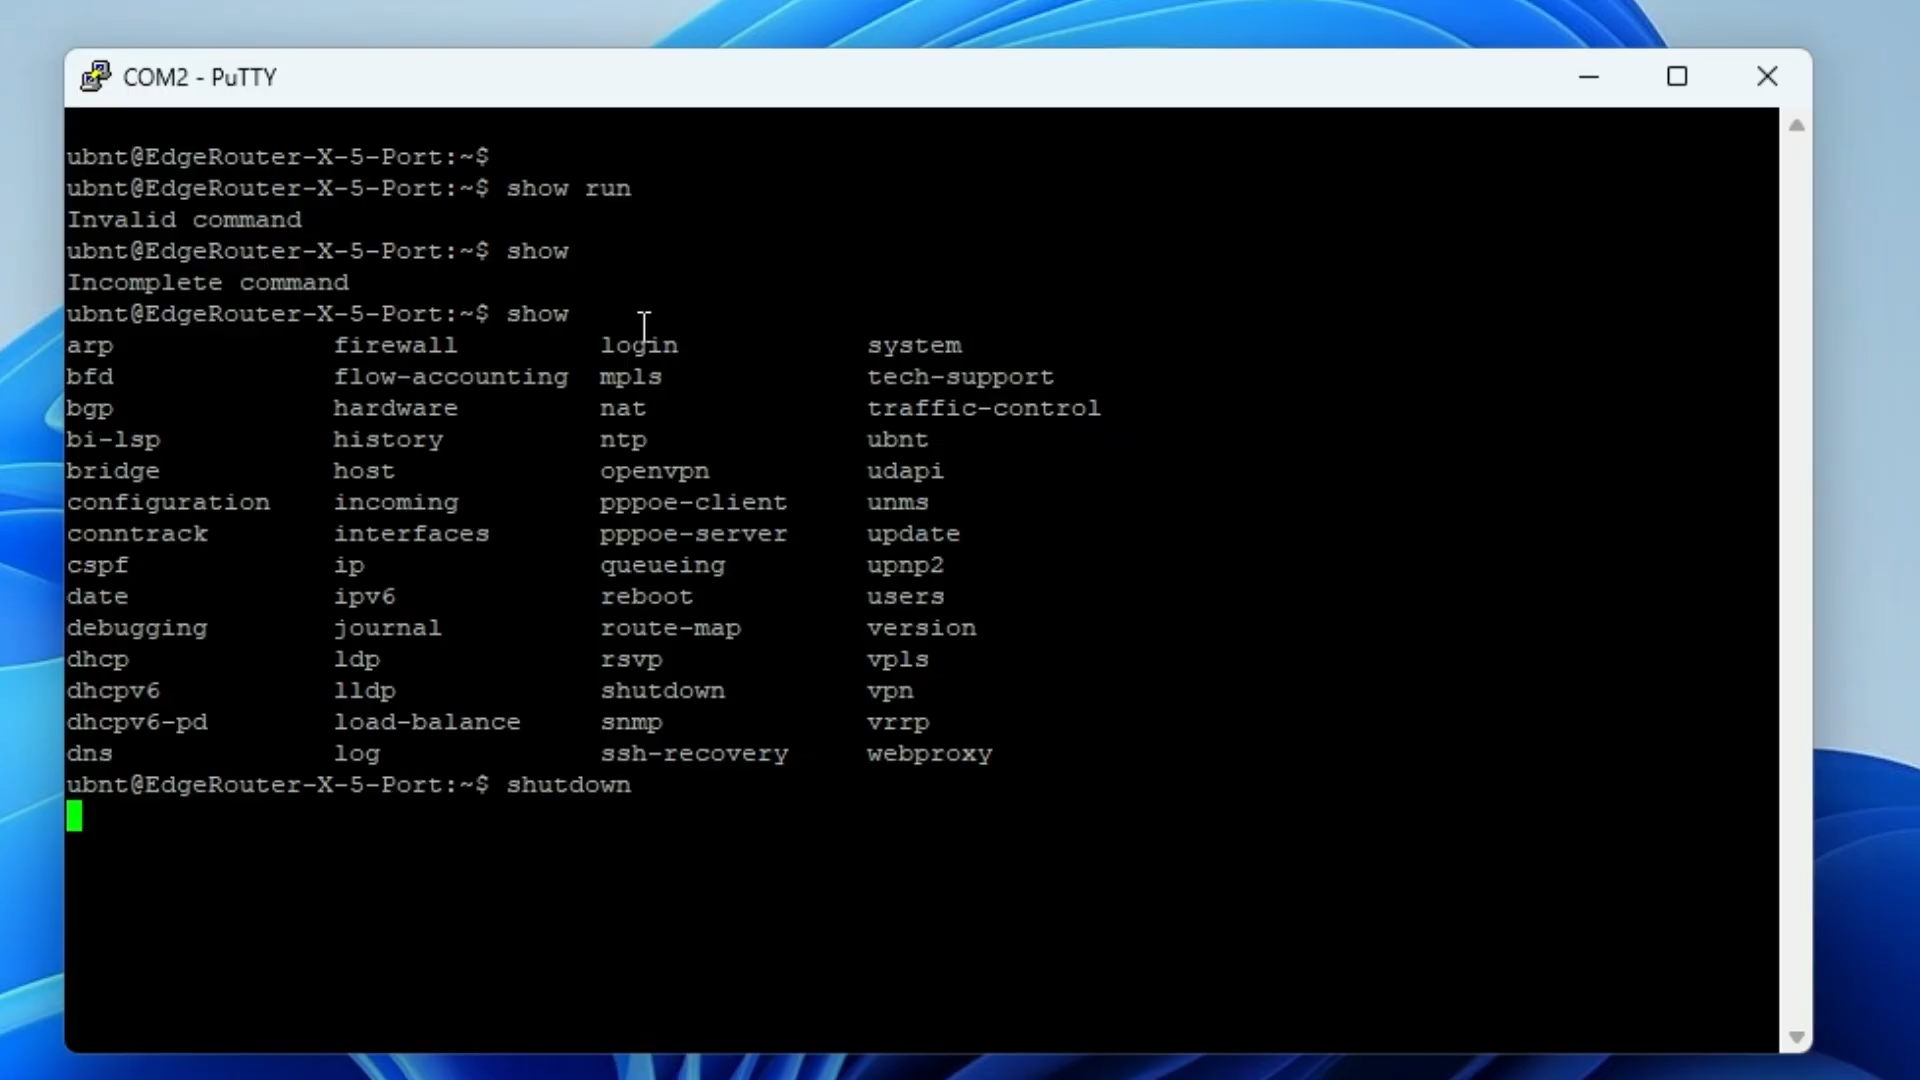 COM2 - PuTTY
ubnt@EdgeRouter-X-5-Port:~$
ubnt@EdgeRouter-X-5-Port:~$ show run
Invalid command
ubnt@EdgeRouter-X-5-Port:~$ show
Incomplete command
ubnt@EdgeRouter-X-5-Port:~$ show
arp firewall login system
bfd flow-accounting mpls tech-support
bgp hardware nat traffic-control
bi-lsp history ntp ubnt
bridge host openvpn udapi
configuration incoming pppoe-client unms
conntrack interfaces pppoe-server update
cspf ip queueing upnp2
date ipv6 reboot users
debugging journal route-map version
dhcp ldp rsvp vpls
dhcpv6 lldp shutdown vpn
dhcpv6-pd load-balance snmp vrrp
dns log ssh-recovery webproxy
ubnt@EdgeRouter-X-5-Port:~$ shutdown